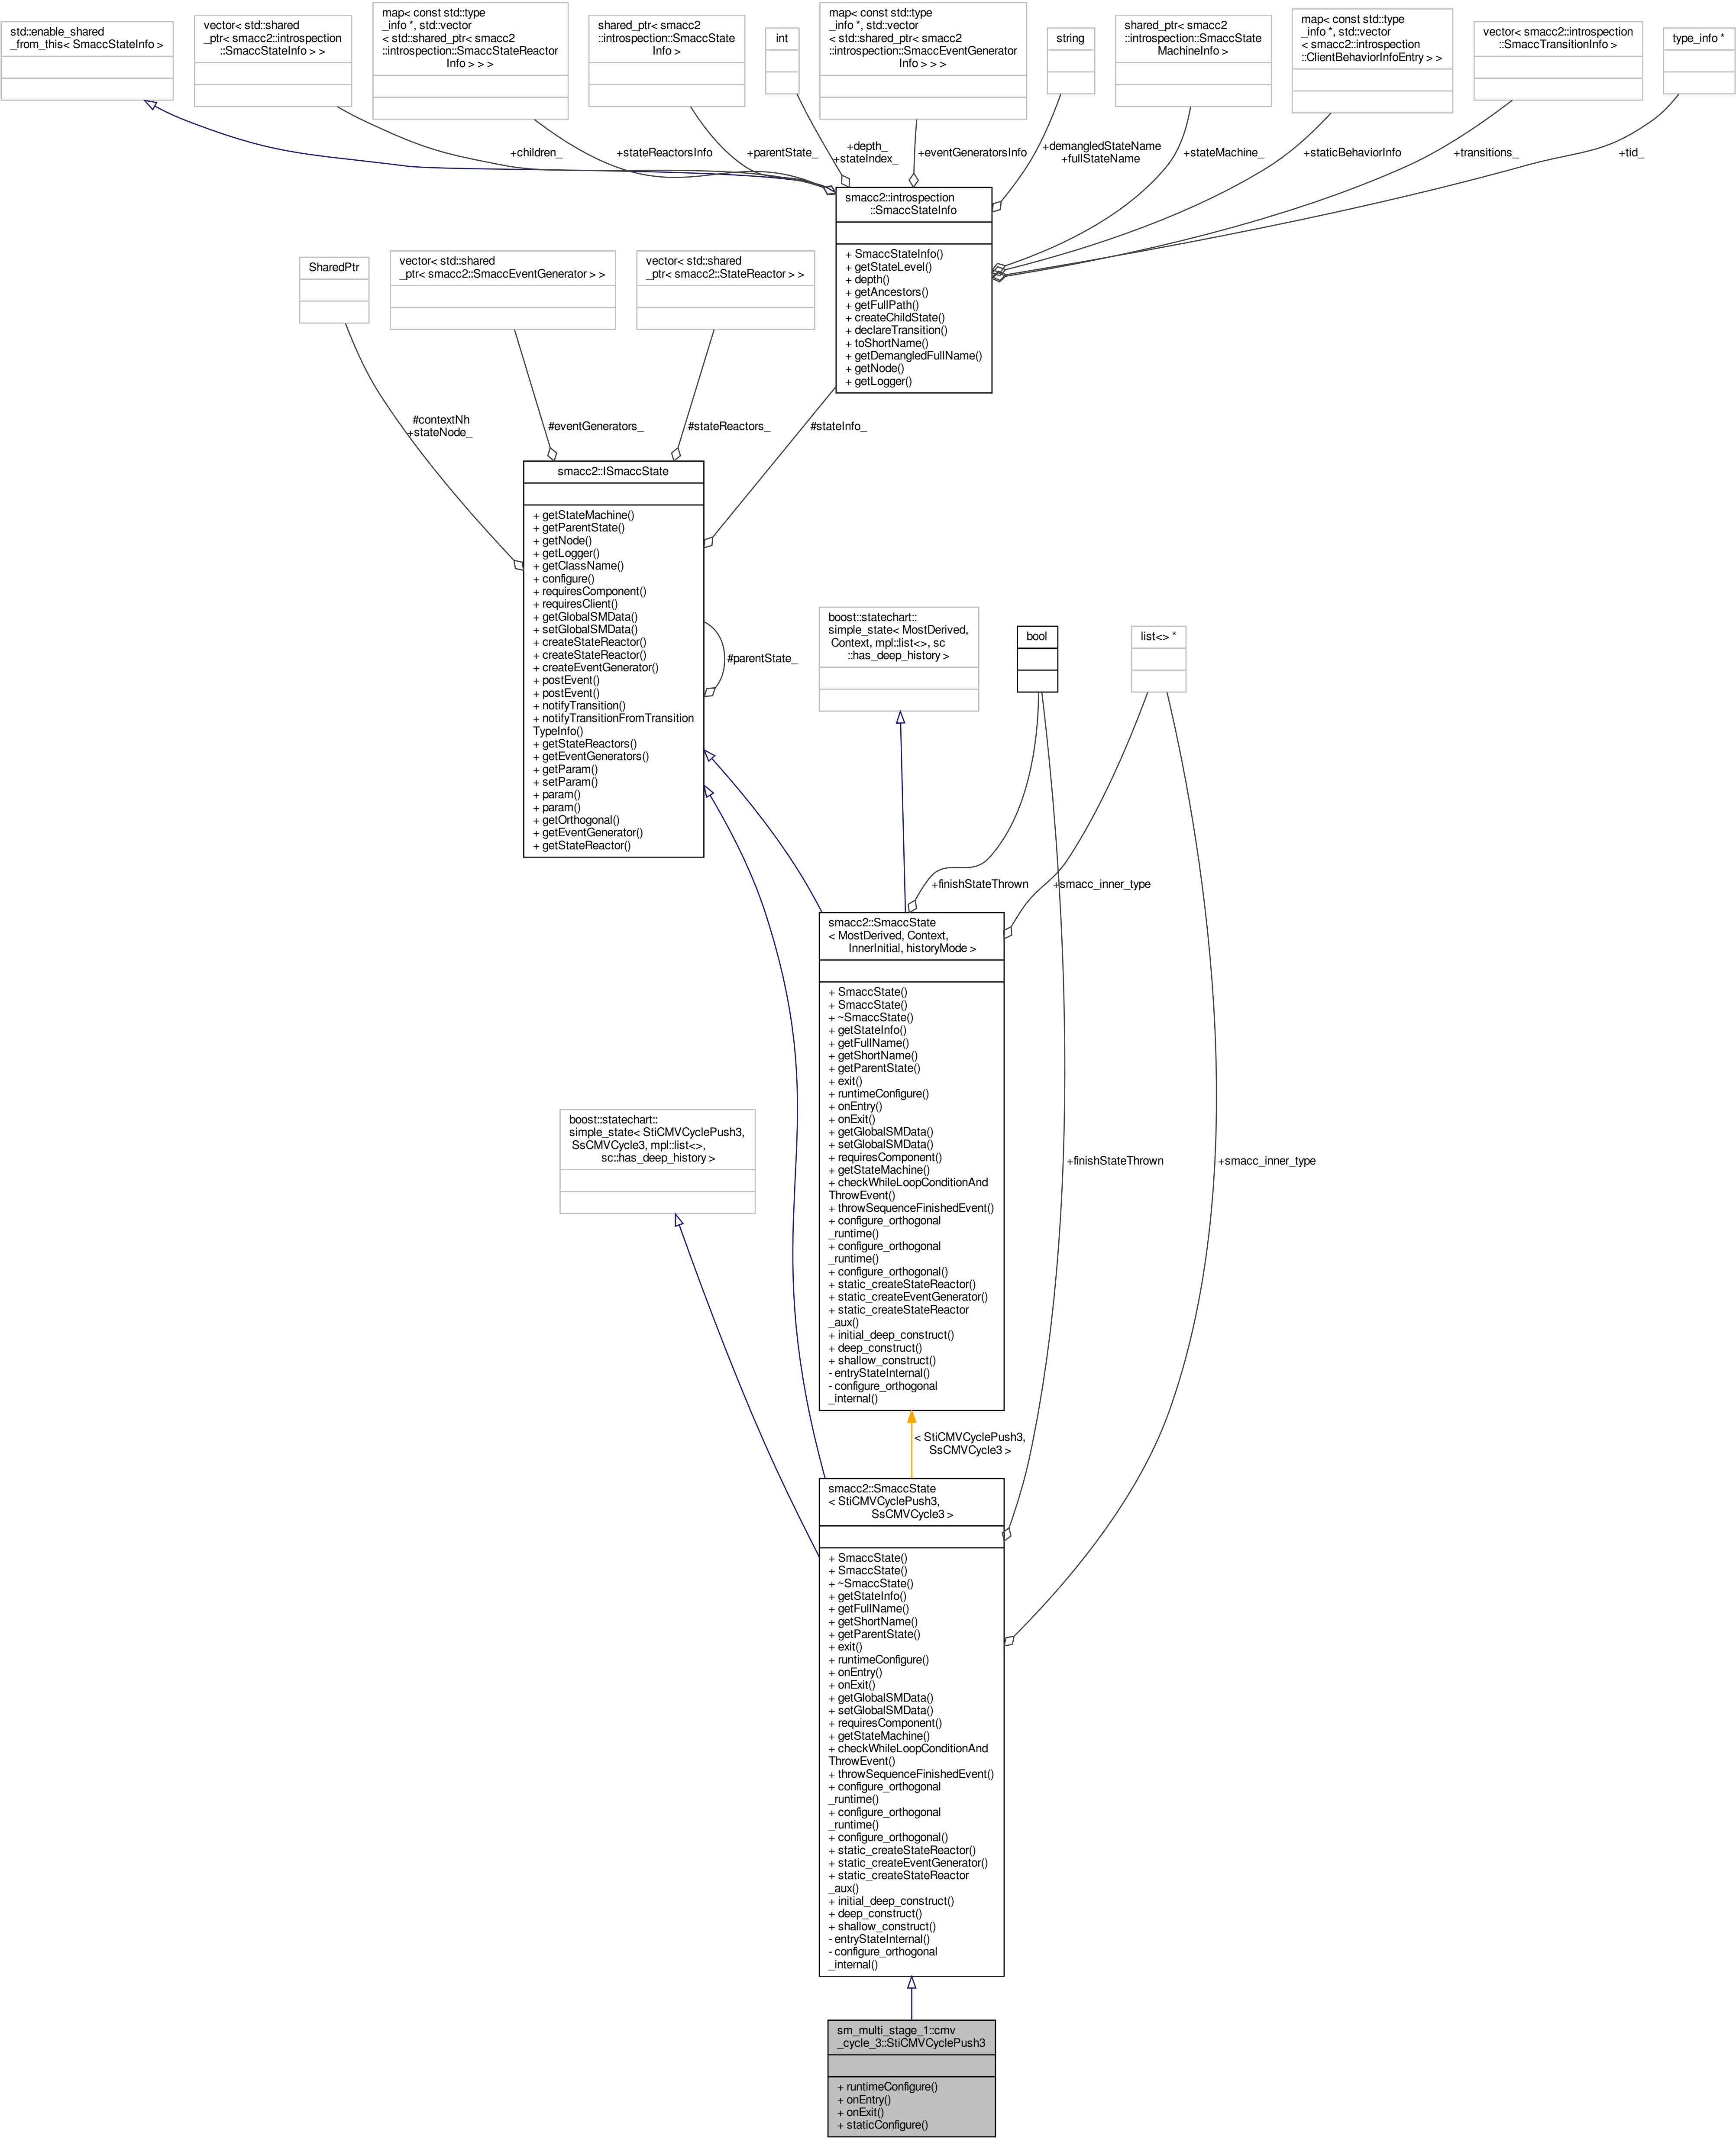 std::enable_shared
_from_this< SmaccStateInfo >
vector< std::shared
_ptr< smacc2::introspection
::SmaccStateInfo > >
map< const std::type
_info *, std::vector
< std::shared_ptr< smacc2
::introspection::SmaccStateReactor
Info > > >
shared_ptr< smacc2
::introspection::SmaccState
Info >
int
map< const std::type
_info *, std::vector
< std::shared_ptr< smacc2
::introspection::SmaccEventGenerator
Info > > >
string
shared_ptr< smacc2
::introspection::SmaccState
MachineInfo >
map< const std::type
_info *, std::vector
< smacc2::introspection
::ClientBehaviorInfoEntry > >
vector< smacc2::introspection
::SmaccTransitionInfo >
type_info *
+children_
+stateReactorsInfo
+parentState_
+depth_
+stateIndex_
+eventGeneratorsInfo
+demangledStateName
+fullStateName
+stateMachine_
+staticBehaviorInfo
+transitions_
+tid_
smacc2::introspection
::SmaccStateInfo
+ SmaccStateInfo()
+ getStateLevel()
+ depth()
+ getAncestors()
+ getFullPath()
+ createChildState()
+ declareTransition()
+ toShortName()
+ getDemangledFullName()
+ getNode()
+ getLogger()
SharedPtr
vector< std::shared
_ptr< smacc2::SmaccEventGenerator > >
vector< std::shared
_ptr< smacc2::StateReactor > >
#contextNh
+stateNode_
#eventGenerators_
#stateReactors_
#stateInfo_
smacc2::ISmaccState
+ getStateMachine()
+ getParentState()
+ getNode()
+ getLogger()
+ getClassName()
+ configure()
+ requiresComponent()
+ requiresClient()
+ getGlobalSMData()
+ setGlobalSMData()
+ createStateReactor()
+ createStateReactor()
+ createEventGenerator()
+ postEvent()
+ postEvent()
+ notifyTransition()
+ notifyTransitionFromTransition
TypeInfo()
+ getStateReactors()
+ getEventGenerators()
+ getParam()
+ setParam()
+ param()
+ param()
+ getOrthogonal()
+ getEventGenerator()
+ getStateReactor()
#parentState_
boost::statechart::
simple_state< MostDerived,
Context, mpl::list<>, sc
::has_deep_history >
bool
list<> *
+finishStateThrown
+smacc_inner_type
smacc2::SmaccState
< MostDerived, Context,
InnerInitial, historyMode >
+ SmaccState()
+ SmaccState()
+ ~SmaccState()
+ getStateInfo()
+ getFullName()
+ getShortName()
+ getParentState()
+ exit()
+ runtimeConfigure()
+ onEntry()
+ onExit()
+ getGlobalSMData()
+ setGlobalSMData()
+ requiresComponent()
+ getStateMachine()
+ checkWhileLoopConditionAnd
ThrowEvent()
+ throwSequenceFinishedEvent()
+ configure_orthogonal
_runtime()
+ configure_orthogonal
_runtime()
+ configure_orthogonal()
+ static_createStateReactor()
+ static_createEventGenerator()
+ static_createStateReactor
_aux()
+ initial_deep_construct()
+ deep_construct()
+ shallow_construct()
- entryStateInternal()
- configure_orthogonal
_internal()
boost::statechart::
simple_state< StiCMVCyclePush3,
SsCMVCycle3, mpl::list<>,
sc::has_deep_history >
+finishStateThrown
+smacc_inner_type
< StiCMVCyclePush3,
SsCMVCycle3 >
smacc2::SmaccState
< StiCMVCyclePush3,
SsCMVCycle3 >
+ SmaccState()
+ SmaccState()
+ ~SmaccState()
+ getStateInfo()
+ getFullName()
+ getShortName()
+ getParentState()
+ exit()
+ runtimeConfigure()
+ onEntry()
+ onExit()
+ getGlobalSMData()
+ setGlobalSMData()
+ requiresComponent()
+ getStateMachine()
+ checkWhileLoopConditionAnd
ThrowEvent()
+ throwSequenceFinishedEvent()
+ configure_orthogonal
_runtime()
+ configure_orthogonal
_runtime()
+ configure_orthogonal()
+ static_createStateReactor()
+ static_createEventGenerator()
+ static_createStateReactor
_aux()
+ initial_deep_construct()
+ deep_construct()
+ shallow_construct()
- entryStateInternal()
- configure_orthogonal
_internal()
sm_multi_stage_1::cmv
_cycle_3::StiCMVCyclePush3
+ runtimeConfigure()
+ onEntry()
+ onExit()
+ staticConfigure()